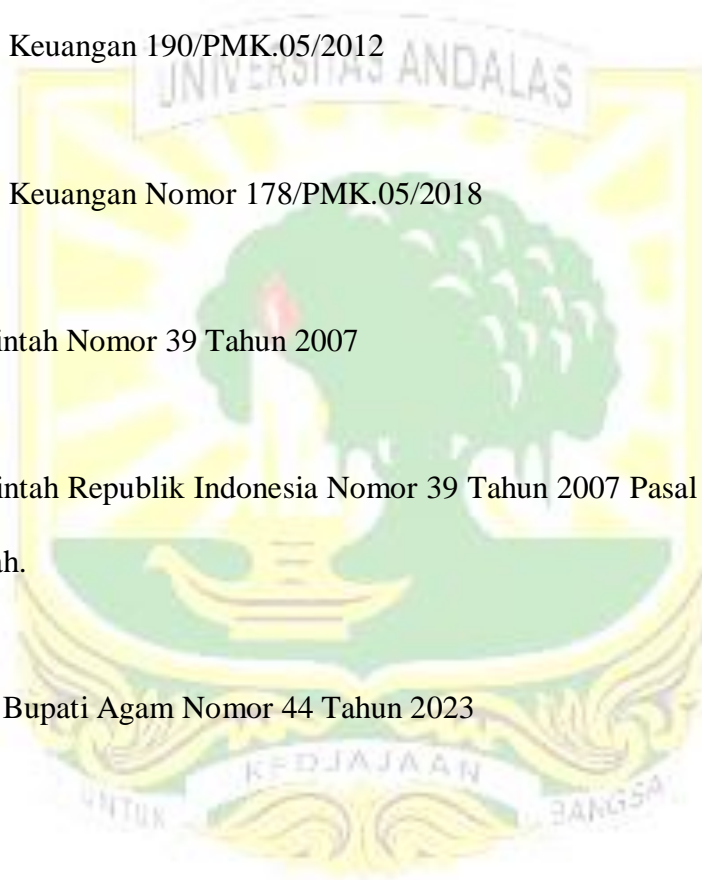 Keuangan 190/PMK.05/2012
UNIVERSITAS ANDALAS
Keuangan Nomor 178/PMK.05/2018
intah Nomor 39 Tahun 2007
intah Republik Indonesia Nomor 39 Tahun 2007 Pasal
ah.
Bupati Agam Nomor 44 Tahun 2023
KEDJAJAAN
UNTUK BANGSA